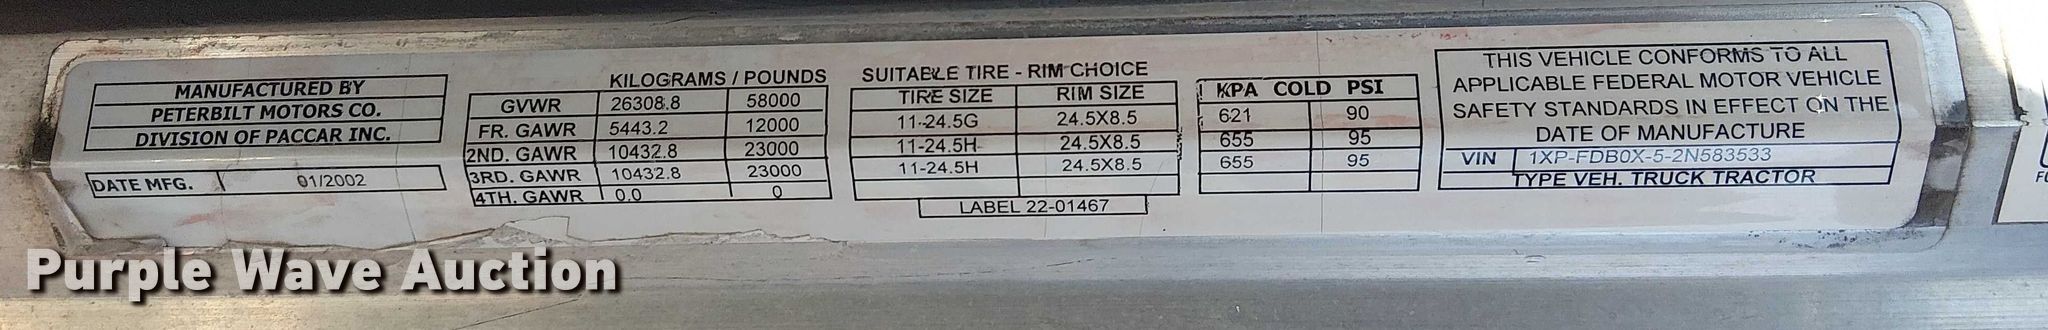 MANUFACTURED BY
PETERBILT MOTORS CO.
DIVISION OF PACCAR INC.
DATE MFG. 01/2002
KILOGRAMS / POUNDS
GVWR 26308.8 58000
FR. GAWR 5443.2 12000
2ND. GAWR 10432.8 23000
3RD. GAWR 10432.8 23000
4TH. GAWR 0.0 0
SUITABLE TIRE - RIM CHOICE
TIRE SIZE RIM SIZE
11-24.5G 24.5X8.5
11-24.5H 24.5X8.5
11-24.5H 24.5X8.5
LABEL 22-01467
KPA COLD PSI
621 90
655 95
655 95
THIS VEHICLE CONFORMS TO ALL
APPLICABLE FEDERAL MOTOR VEHICLE
SAFETY STANDARDS IN EFFECT ON THE
DATE OF MANUFACTURE
VIN 1XP-FDB0X-5-2N583533
TYPE VEH. TRUCK TRACTOR
Purple Wave Auction